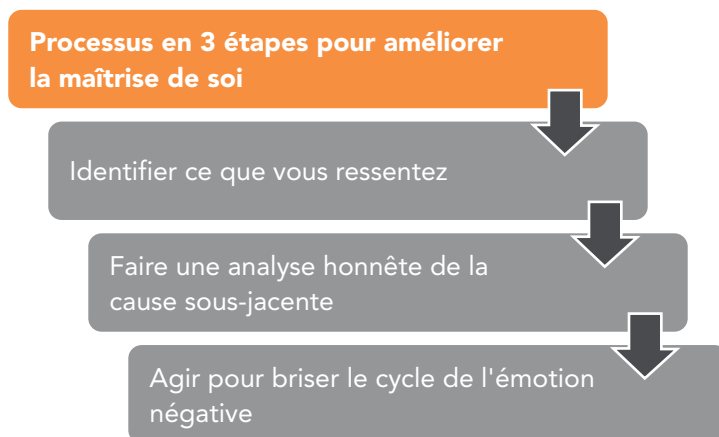 Processus en 3 étapes pour améliorer
la maîtrise de soi
Identifier ce que vous ressentez
Faire une analyse honnête de la
cause sous-jacente
Agir pour briser le cycle de l'émotion
négative